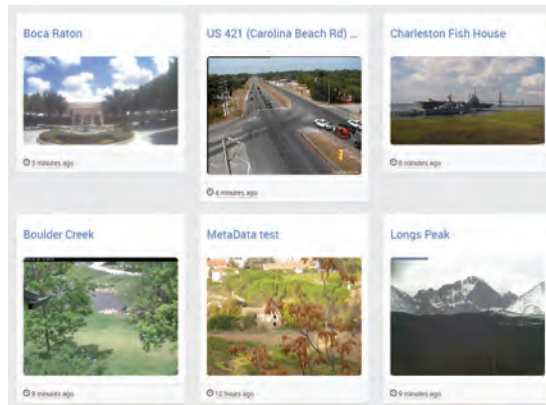 Boca Raton
US 421 (Carolina Beach Rd) ...
Charleston Fish House
3 minutes ago
4 minutes ago
6 minutes ago
Boulder Creek
MetaData test
Longs Peak
9 minutes ago
12 hours ago
9 minutes ago